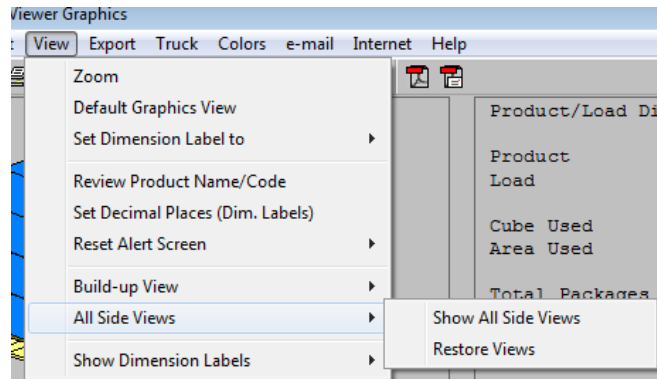 Viewer Graphics
View Export Truck Colors e-mail Internet Help
Zoom
Default Graphics View
Set Dimension Label to
Review Product Name/Code
Set Decimal Places (Dim. Labels)
Reset Alert Screen
Build-up View
All Side Views
Show Dimension Labels
Show All Side Views
Restore Views
Product/Load Di
Product
Load
Cube Used
Area Used
Total Packages